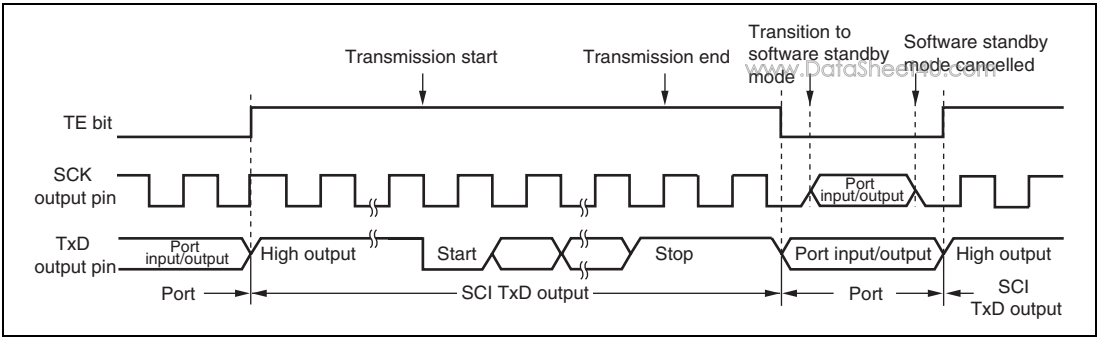 Transmission start
Transmission end
Transition to
software standby
mode
Software standby
mode cancelled
www.DataSheet4U.com
TE bit
SCK
output pin
Port
input/output
TxD
output pin
Port
input/output
High output
Start
Stop
Port input/output
High output
Port
SCI TxD output
Port
SCI
TxD output